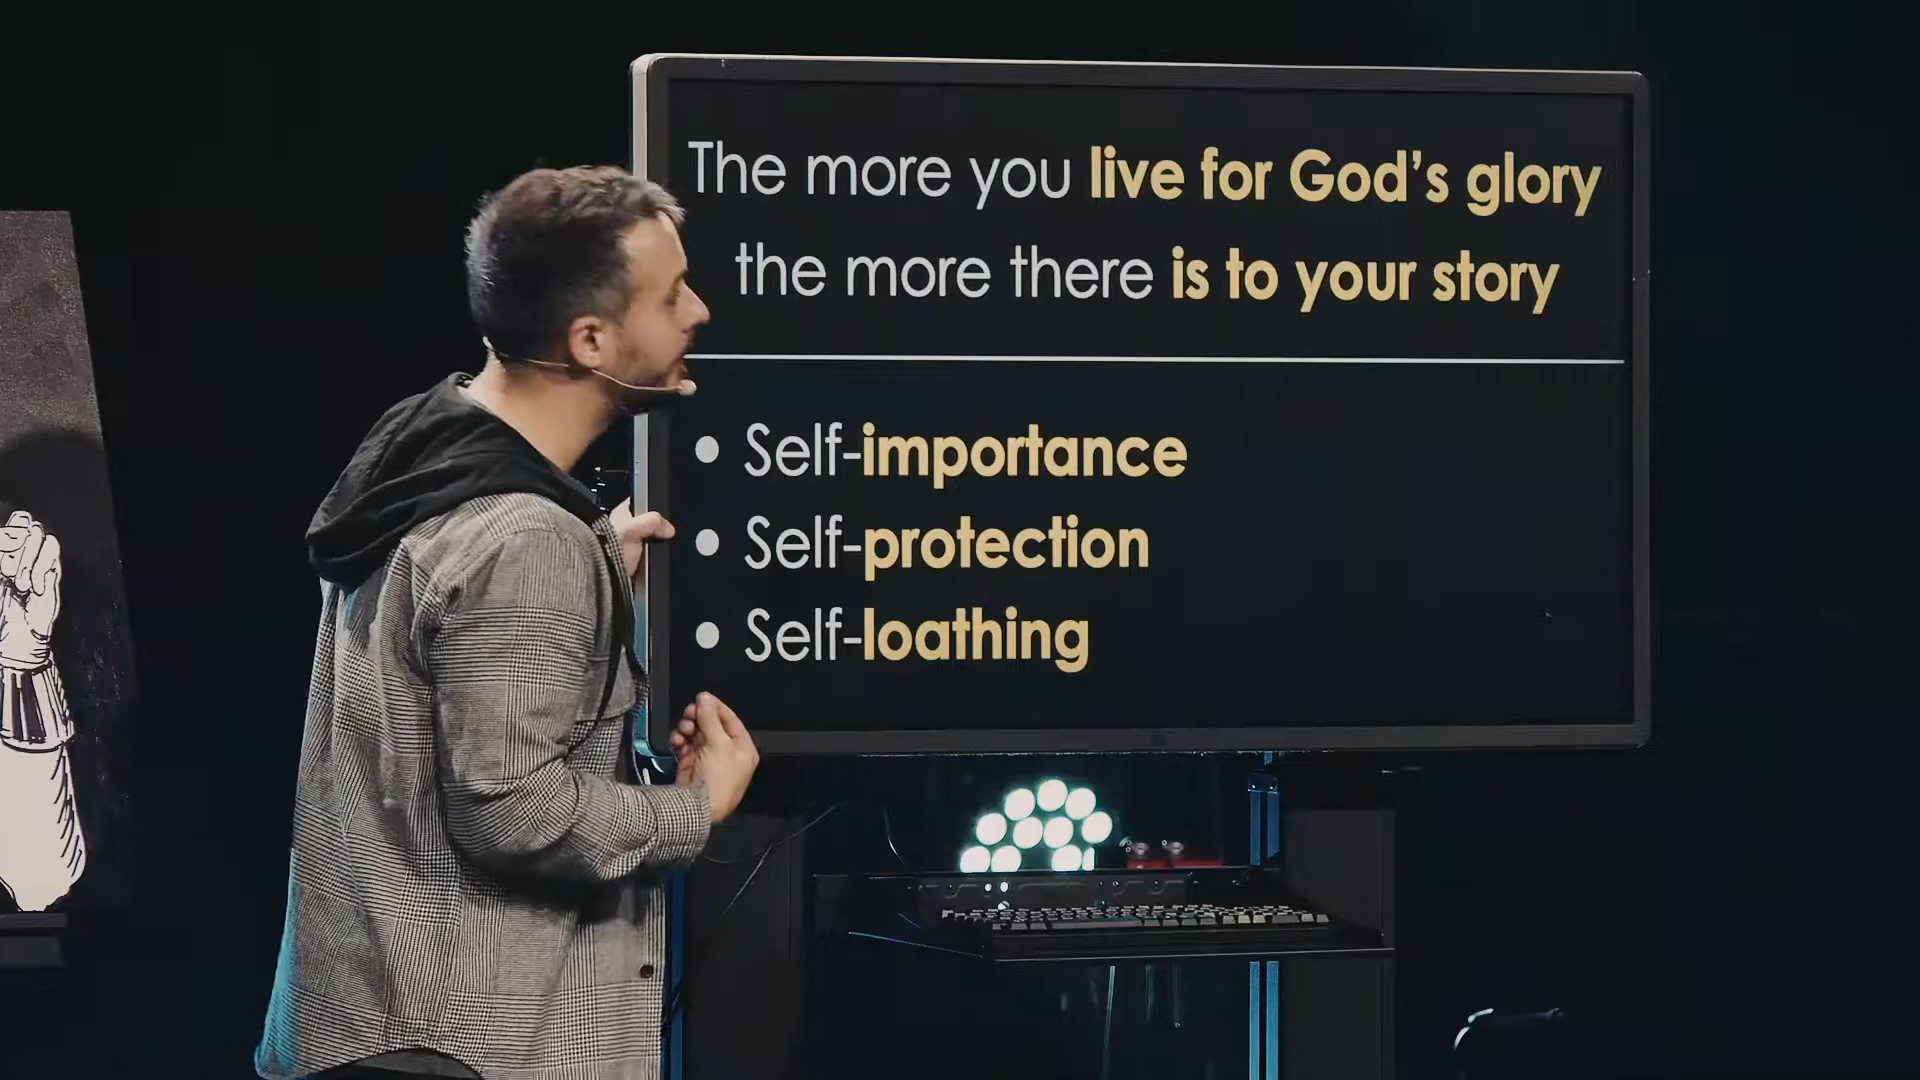 The more you live for God’s glory
the more there is to your story
• Self-importance
• Self-protection
• Self-loathing